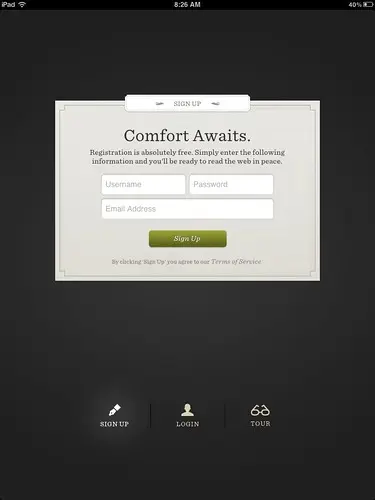 iPad 8:26 AM 40%
SIGN UP
Comfort Awaits.
Registration is absolutely free. Simply enter the following
information and you'll be ready to read the web in peace.
Username Password
Email Address
Sign Up
By clicking 'Sign Up' you agree to our Terms of Service
SIGN UP LOGIN TOUR